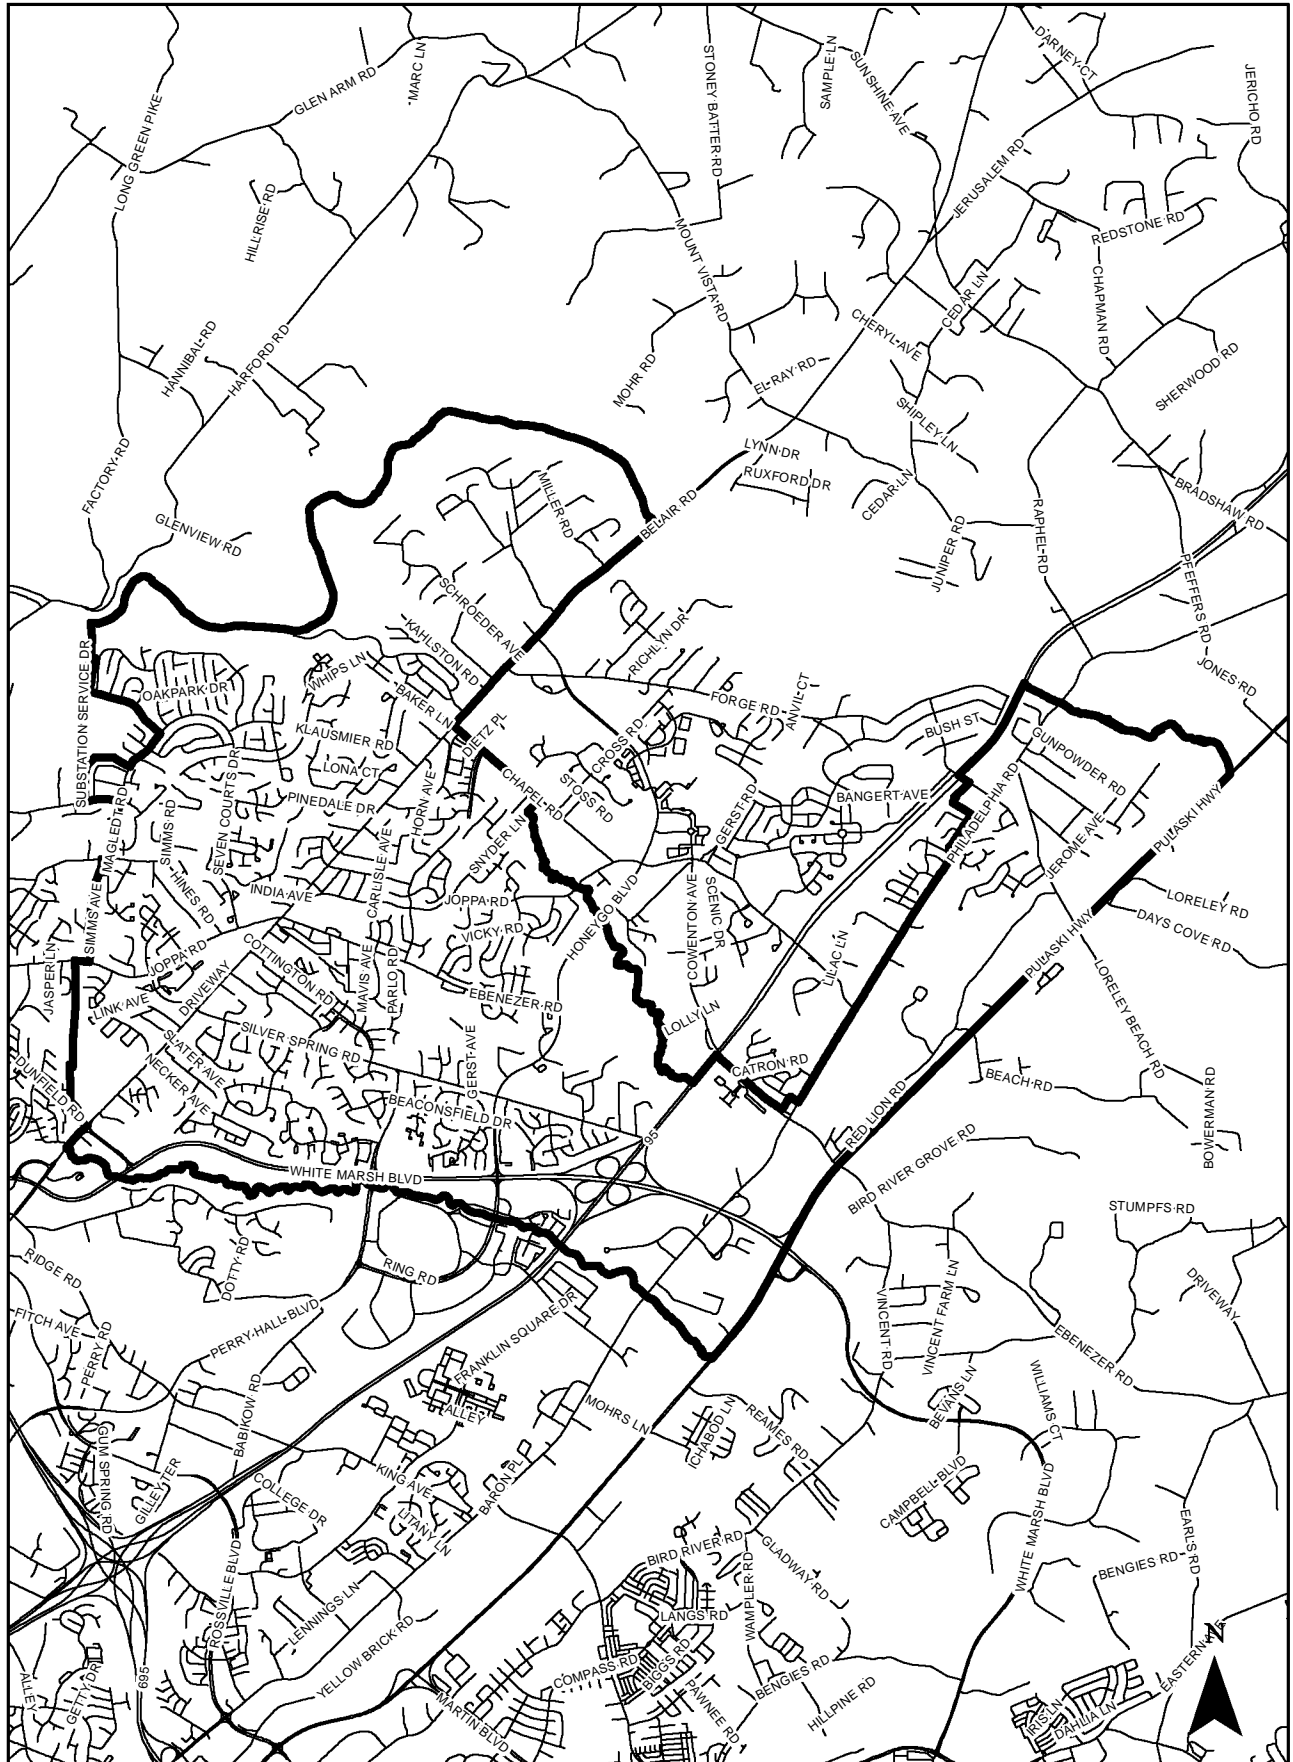 D'ARNEY CT
GLEN ARM RD
MARC LN
STONEY BATTER RD
SAMPLE LN
SUNSHINE AVE
JERICHO RD
LONG GREEN PIKE
HILLRISE RD
JERUSALEM RD
REDSTONE RD
MOUNT VISTA RD
CHAPMAN RD
CEDAR LN
CHERYL AVE
HANNIBAL RD
HARFORD RD
MOHR RD
EL RAY RD
SHERWOOD RD
SHIPLEY LN
FACTORY RD
GLENVIEW RD
LYNN DR
RUXFORD DR
CEDAR LN
MILLER RD
BELAIR RD
BRADSHAW RD
RAPHEL RD
JUNIPER RD
PFEFFERS RD
SCHROEDER AVE
KAHLSTON RD
RICHLYN DR
JONES RD
SUBSTATION SERVICE DR
OAKPARK DR
WHIPS LN
BAKER LN
FORGE RD
ANVIL CT
BUSH ST
KLAUSMIER RD
DIETZ PL
CROSS RD
GUNPOWDER RD
LONA CT
SEVEN COURTS DR
PINEDALE DR
HORN AVE
CHAPEL RD
STOSS RD
BANGERT AVE
GERST RD
PHILADELPHIA RD
PULASKI HWY
MAGLEDT RD
SIMMS RD
SNYDER LN
JEROME AVE
HINES RD
INDIA AVE
CARLISLE AVE
JOPPA RD
VICKY RD
HONEYGO BLVD
COWENTON AVE
SCENIC DR
LORELEY RD
DAYS COVE RD
SIMMS AVE
JASPER LN
JOPPA RD
COTTINGTON RD
DRIVEWAY
LINK AVE
MAVIS AVE
PARLO RD
EBENEZER RD
LILAC LN
PULASKI HWY
LORELEY BEACH RD
SILVER SPRING RD
SLATER AVE
NECKER AVE
DUNFIELD RD
GERST AVE
BEACONSFIELD DR
LOLLY LN
CATRON RD
RED LION RD
BEACH RD
BOWERMAN RD
95
WHITE MARSH BLVD
BIRD RIVER GROVE RD
STUMPFS RD
RIDGE RD
DOTTY RD
RING RD
DRIVEWAY
FITCH AVE
PERRY RD
PERRY HALL BLVD
FRANKLIN SQUARE DR
VINCENT RD
VINCENT FARM LN
EBENEZER RD
BABIKOW RD
ALLEY
MOHRS LN
ICHABOD LN
REAMES RD
BEVANS LN
WILLIAMS CT
GUM SPRING RD
GILLEY TER
COLLEGE DR
KING AVE
LITANY LN
BARON PL
CAMPBELL BLVD
WHITE MARSH BLVD
EARLS RD
ROSSVILLE BLVD
LENNINGS LN
YELLOW BRICK RD
BIRD RIVER RD
GLADWAY RD
WAMPLER RD
LANGS RD
BENGIES RD
COMPASS RD
BIGGS RD
PAWNEE RD
BENGIES RD
HILLPINE RD
MARTIN BLVD
ALLEY
GETTY DR
695
IRIS LN
DAHLIA LN
N